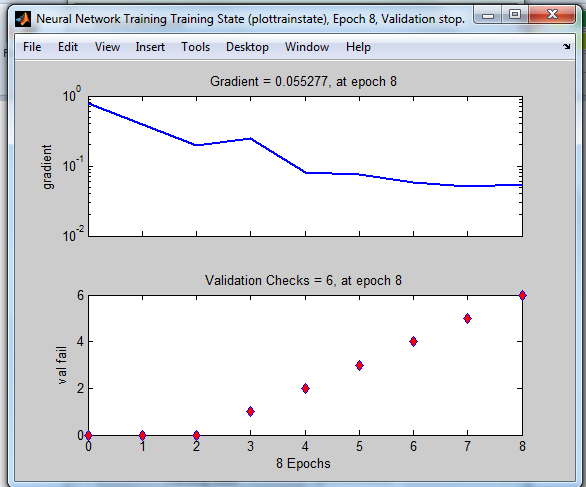 Neural Network Training Training State (plottrainstate), Epoch 8, Validation stop.
File Edit View Insert Tools Desktop Window Help
Gradient = 0.055277, at epoch 8
10^0
10^-1
10^-2
gradient
Validation Checks = 6, at epoch 8
6
4
2
0
val fail
0 1 2 3 4 5 6 7 8
8 Epochs